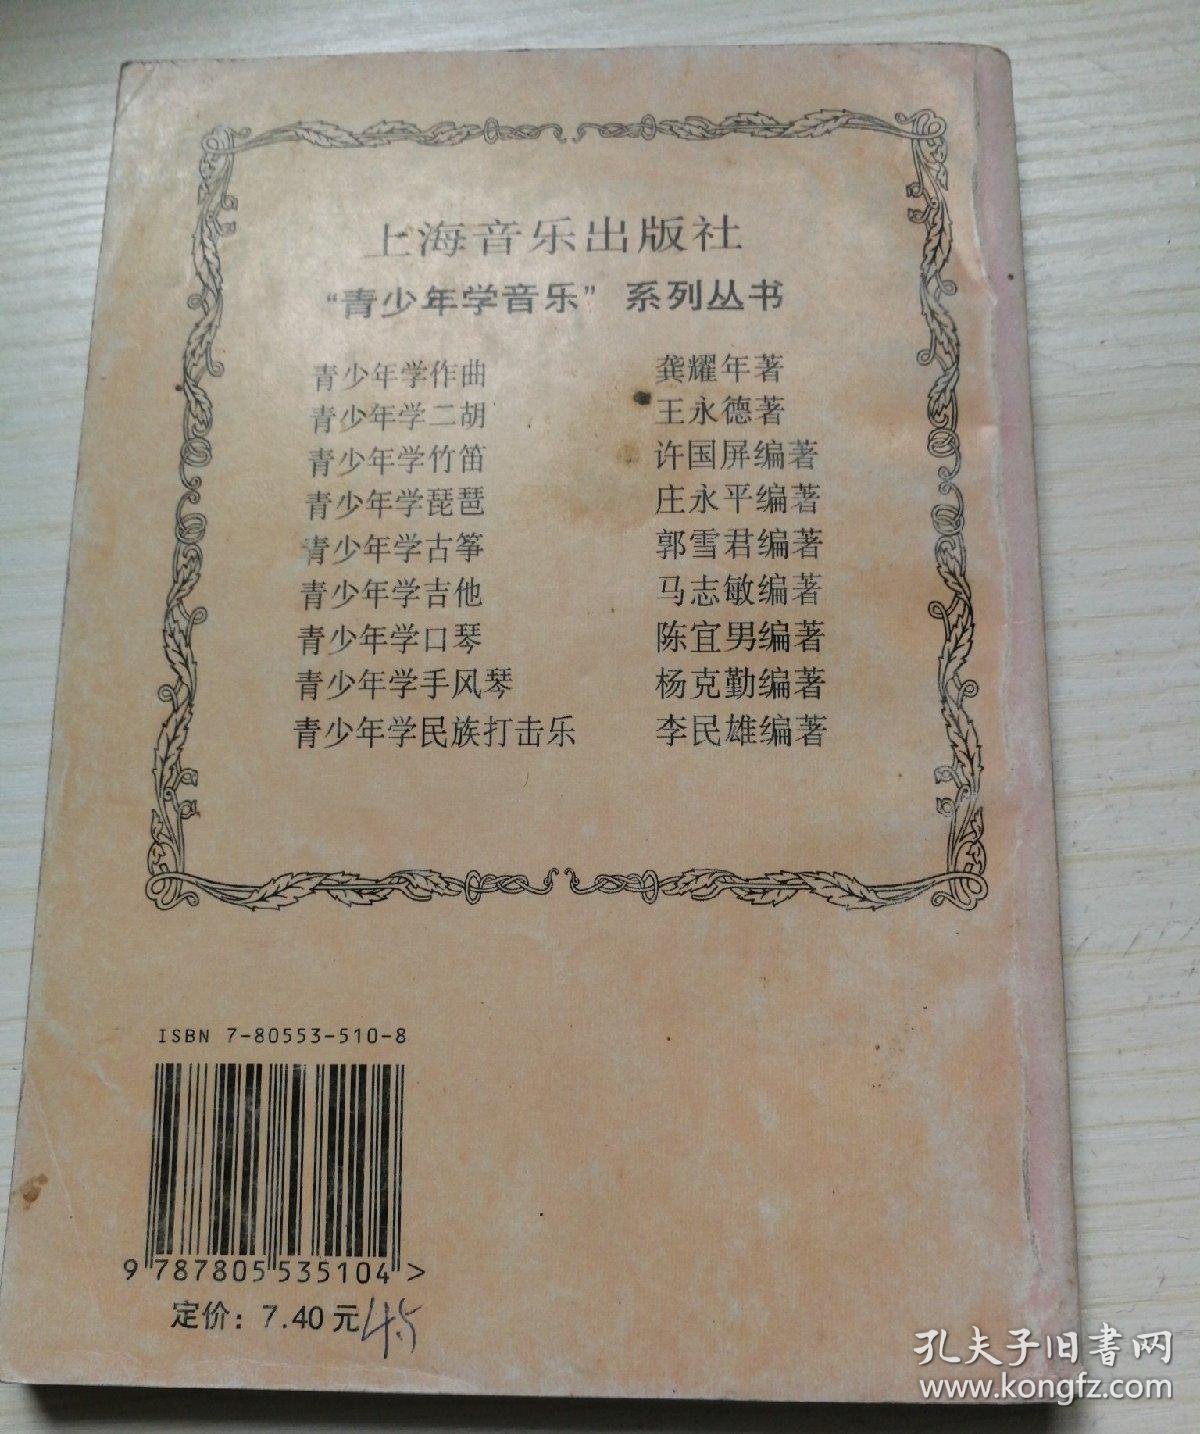 上海音乐出版社
“青少年学音乐”系列丛书
青少年学作曲 龚耀年著
青少年学二胡 王永德著
青少年学竹笛 许国屏编著
青少年学琵琶 庄永平编著
青少年学古筝 郭雪君编著
青少年学吉他 马志敏编著
青少年学口琴 陈宜男编著
青少年学手风琴 杨克勤编著
青少年学民族打击乐 李民雄编著
ISBN 7-80553-510-8
9 787805 535104 >
定价：7.40元
孔夫子旧書网
www.kongfz.com